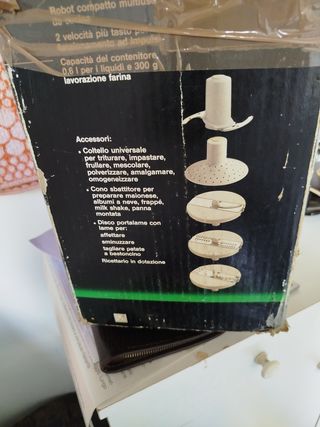 Robot compatto multiuso
2 velocità più tasto
Capacità del contenitore,
0,6 l per i liquidi e 300 g
lavorazione farina
Accessori:
• Coltello universale
per triturare, impastare,
frullare, mescolare,
polverizzare, amalgamare,
omogeneizzare
• Cono sbattitore per
preparare maionese,
albumi a neve, frappé,
milk shake, panna
montata
• Disco portalame con
lame per:
affettare
sminuzzare
tagliare patate
a bastoncino
Ricettario in dotazione